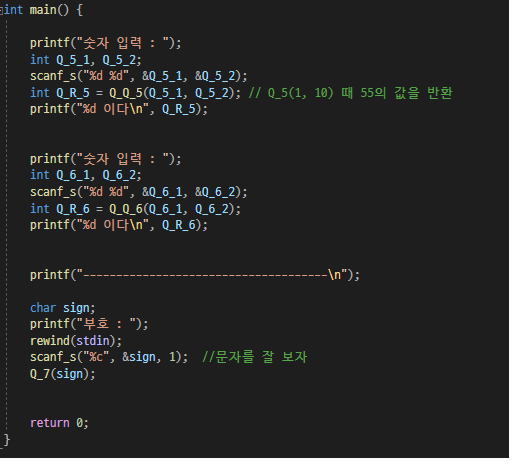 int main() {
printf("숫자 입력 : ");
int Q_5_1, Q_5_2;
scanf_s("%d %d", &Q_5_1, &Q_5_2);
int Q_R_5 = Q_Q_5(Q_5_1, Q_5_2); // Q_5(1, 10) 때 55의 값을 반환
printf("%d 이다\n", Q_R_5);
printf("숫자 입력 : ");
int Q_6_1, Q_6_2;
scanf_s("%d %d", &Q_6_1, &Q_6_2);
int Q_R_6 = Q_Q_6(Q_6_1, Q_6_2);
printf("%d 이다\n", Q_R_6);
printf("-------------------------------------\n");
char sign;
printf("부호 : ");
rewind(stdin);
scanf_s("%c", &sign, 1); //문자를 잘 보자
Q_7(sign);
return 0;
}